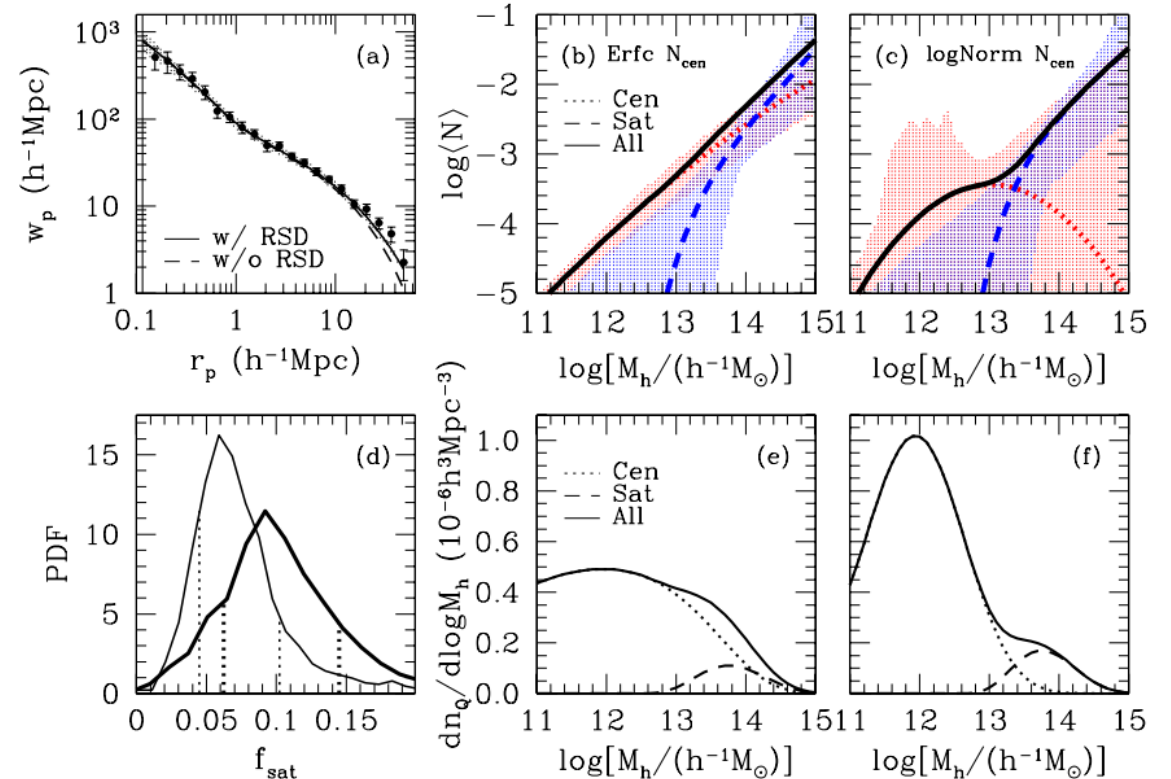 (a)
10³
10²
10
1
w_p (h⁻¹Mpc)
w/ RSD
w/o RSD
0.1 1 10
r_p (h⁻¹Mpc)
(b) Erfc N_cen
Cen
Sat
All
−1
−2
−3
−4
−5
log⟨N⟩
11 12 13 14 15
log[M_h/(h⁻¹M_⊙)]
(c) logNorm N_cen
11 12 13 14 15
log[M_h/(h⁻¹M_⊙)]
(d)
15
10
5
0
PDF
0 0.05 0.1 0.15
f_sat
(e)
Cen
Sat
All
1.0
0.8
0.6
0.4
0.2
0.0
dn_Q/dlogM_h (10⁻⁶h³Mpc⁻³)
11 12 13 14 15
log[M_h/(h⁻¹M_⊙)]
(f)
11 12 13 14 15
log[M_h/(h⁻¹M_⊙)]